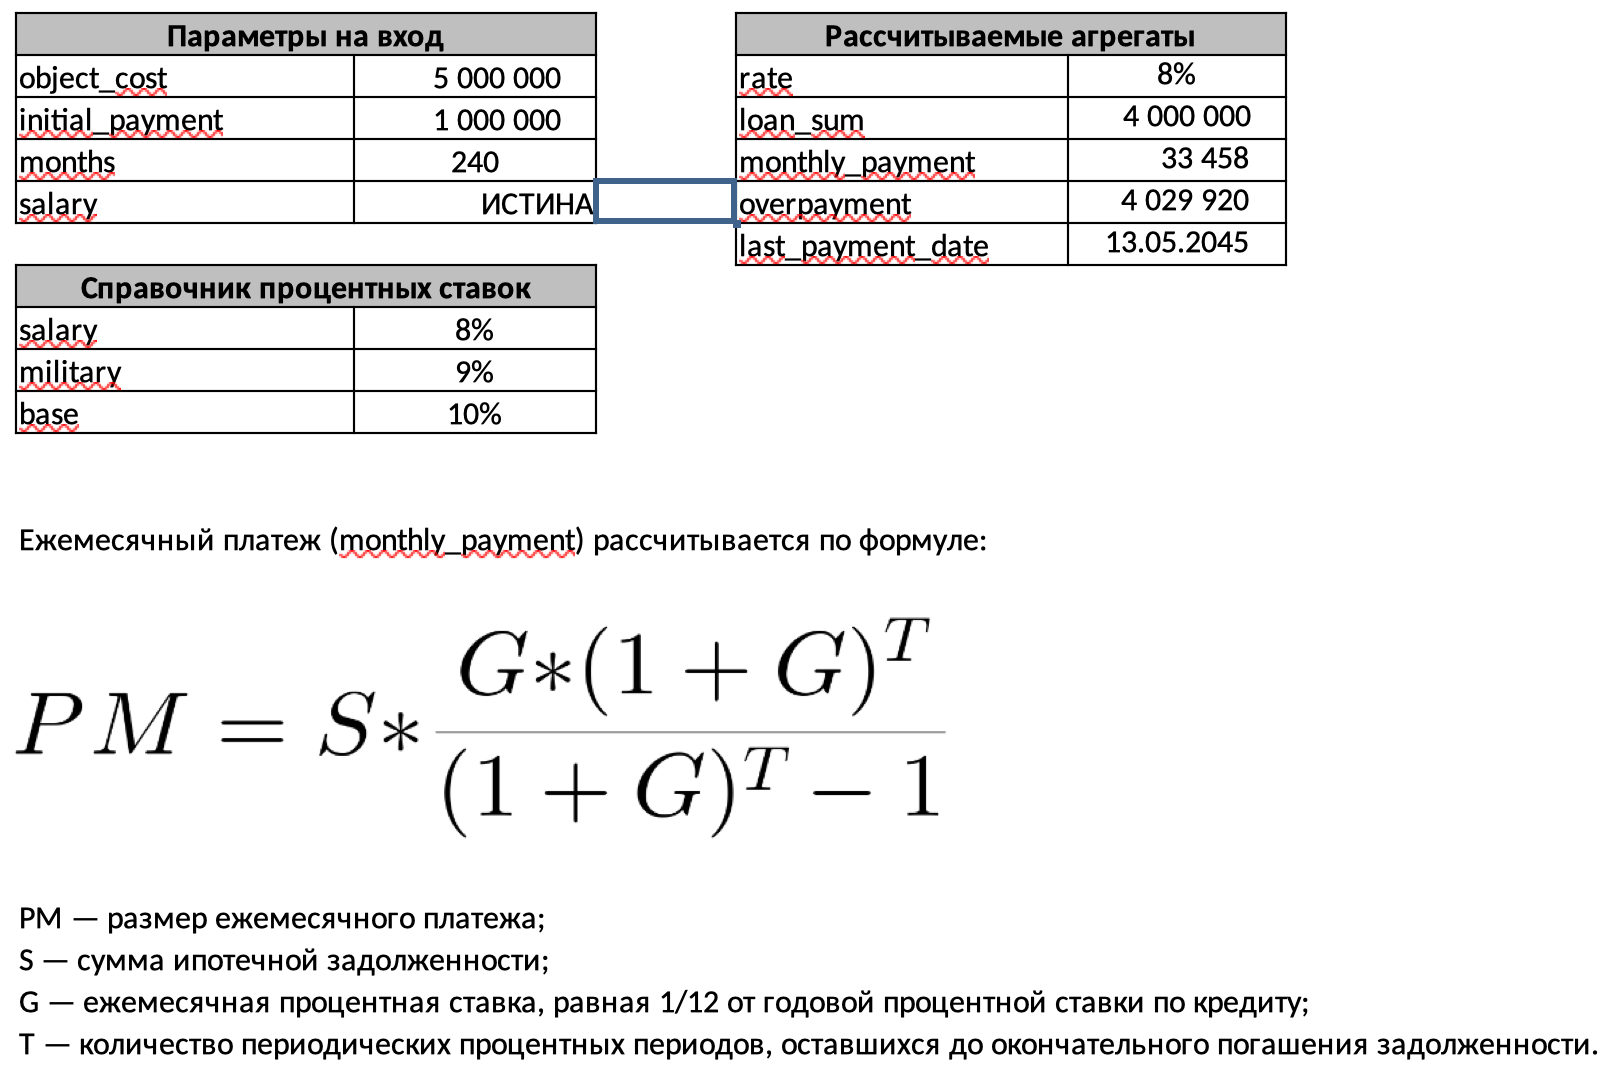 Параметры на вход
object_cost 5 000 000
initial_payment 1 000 000
months 240
salary ИСТИНА
Рассчитываемые агрегаты
rate 8%
loan_sum 4 000 000
monthly_payment 33 458
overpayment 4 029 920
last_payment_date 13.05.2045
Справочник процентных ставок
salary 8%
military 9%
base 10%
Ежемесячный платеж (monthly_payment) рассчитывается по формуле:
PM = S* G*(1 + G)^T / (1 + G)^T − 1
PM — размер ежемесячного платежа;
S — сумма ипотечной задолженности;
G — ежемесячная процентная ставка, равная 1/12 от годовой процентной ставки по кредиту;
T — количество периодических процентных периодов, оставшихся до окончательного погашения задолженности.